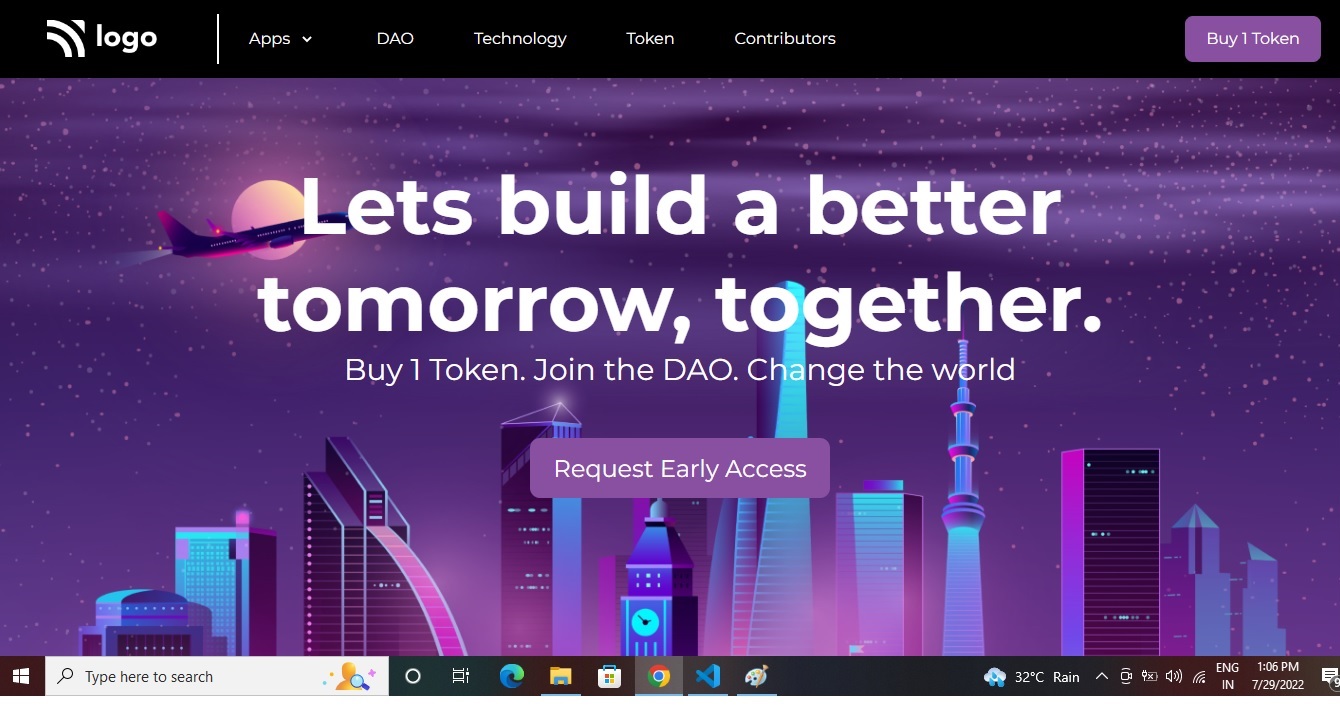 logo
Apps
DAO
Technology
Token
Contributors
Buy 1 Token
Lets build a better
tomorrow, together.
Buy 1 Token. Join the DAO. Change the world
Request Early Access
Type here to search
32°C Rain
ENG
IN
1:06 PM
7/29/2022